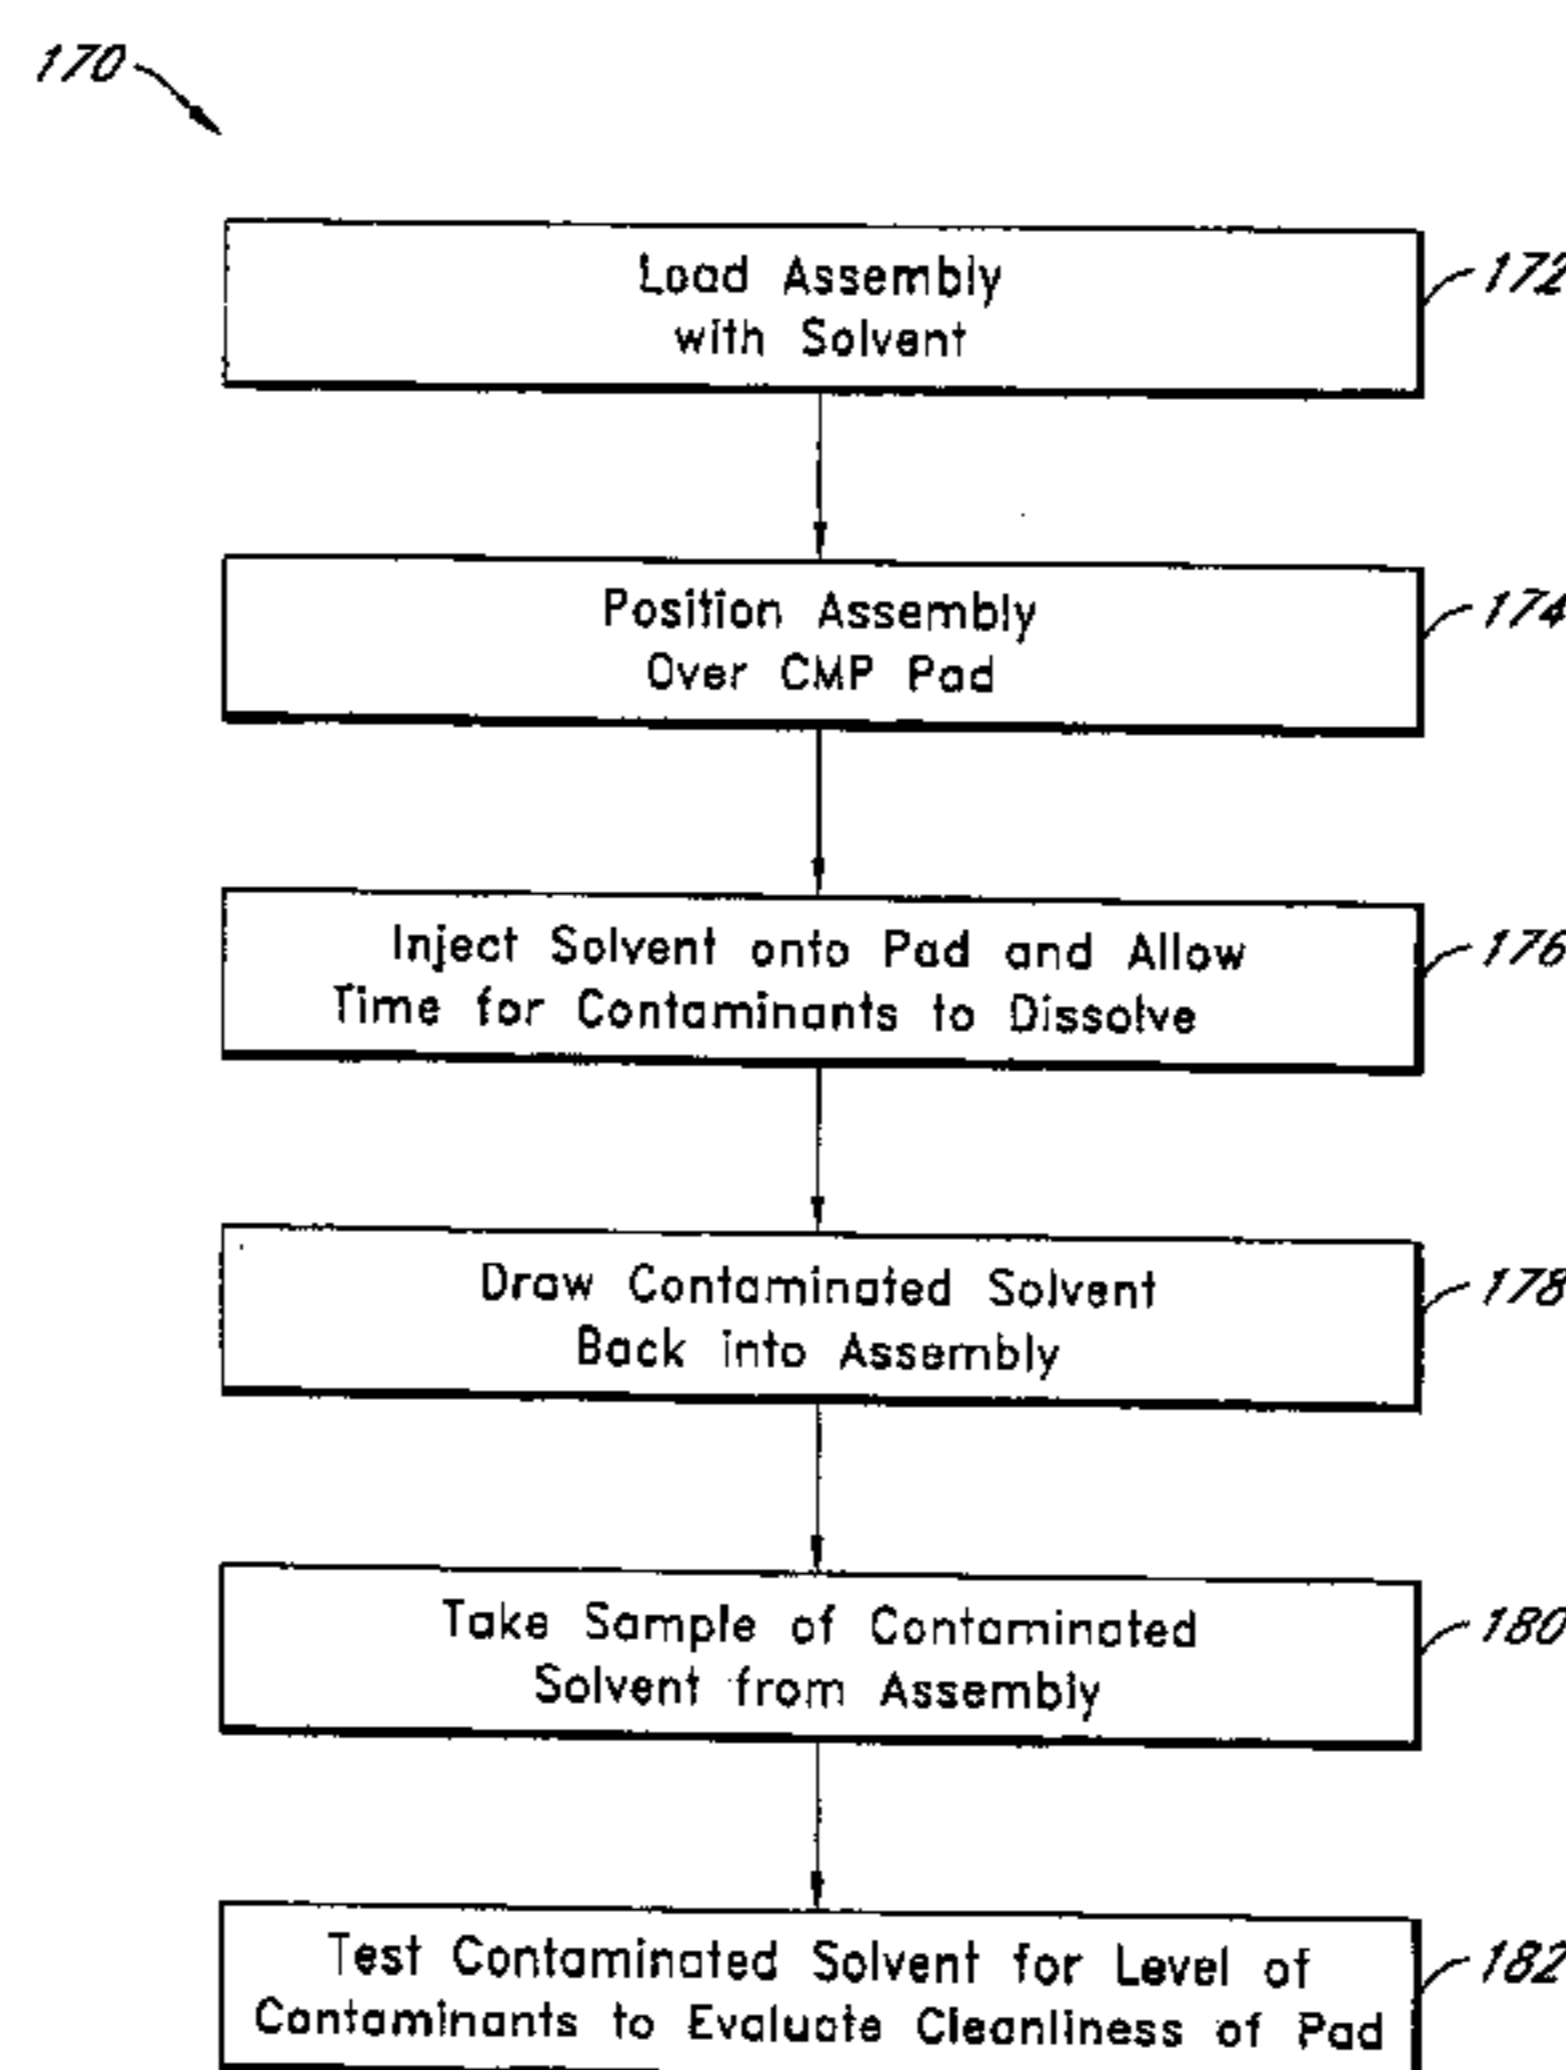 170
Load Assembly
with Solvent
172
Position Assembly
Over CMP Pad
174
Inject Solvent onto Pad and Allow
Time for Contaminants to Dissolve
176
Draw Contaminated Solvent
Back into Assembly
178
Take Sample of Contaminated
Solvent from Assembly
180
Test Contaminated Solvent for Level of
Contaminants to Evaluate Cleanliness of Pad
182